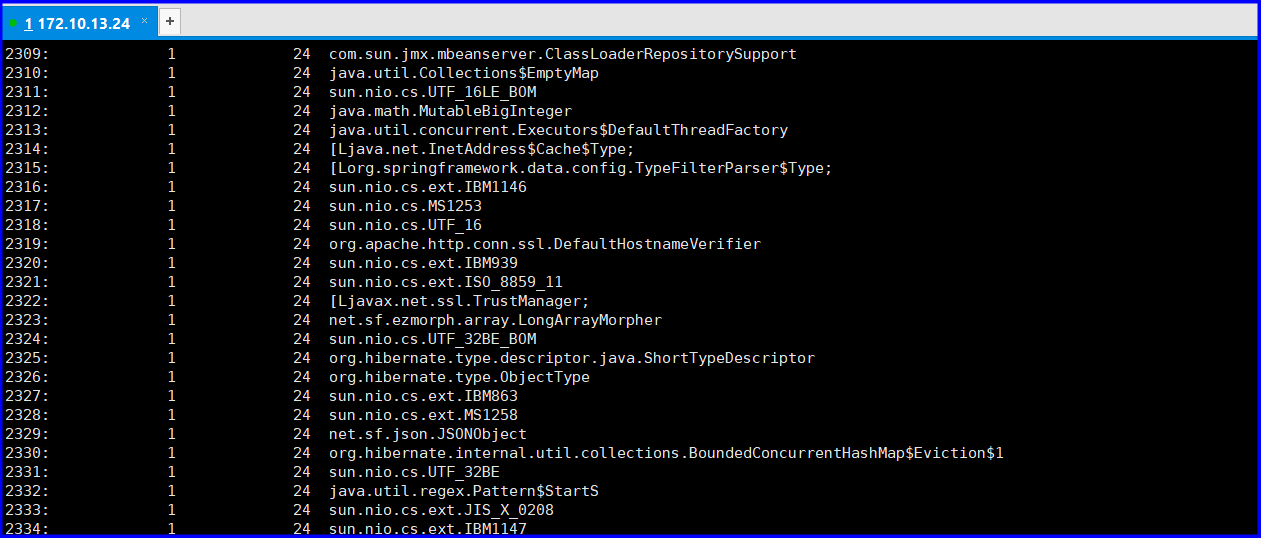 1 172.10.13.24 × +
2309: 1 24 com.sun.jmx.mbeanserver.ClassLoaderRepositorySupport
2310: 1 24 java.util.Collections$EmptyMap
2311: 1 24 sun.nio.cs.UTF_16LE_BOM
2312: 1 24 java.math.MutableBigInteger
2313: 1 24 java.util.concurrent.Executors$DefaultThreadFactory
2314: 1 24 [Ljava.net.InetAddress$Cache$Type;
2315: 1 24 [Lorg.springframework.data.config.TypeFilterParser$Type;
2316: 1 24 sun.nio.cs.ext.IBM1146
2317: 1 24 sun.nio.cs.MS1253
2318: 1 24 sun.nio.cs.UTF_16
2319: 1 24 org.apache.http.conn.ssl.DefaultHostnameVerifier
2320: 1 24 sun.nio.cs.ext.IBM939
2321: 1 24 sun.nio.cs.ext.ISO_8859_11
2322: 1 24 [Ljavax.net.ssl.TrustManager;
2323: 1 24 net.sf.ezmorph.array.LongArrayMorpher
2324: 1 24 sun.nio.cs.UTF_32BE_BOM
2325: 1 24 org.hibernate.type.descriptor.java.ShortTypeDescriptor
2326: 1 24 org.hibernate.type.ObjectType
2327: 1 24 sun.nio.cs.ext.IBM863
2328: 1 24 sun.nio.cs.ext.MS1258
2329: 1 24 net.sf.json.JSONObject
2330: 1 24 org.hibernate.internal.util.collections.BoundedConcurrentHashMap$Eviction$1
2331: 1 24 sun.nio.cs.UTF_32BE
2332: 1 24 java.util.regex.Pattern$StartS
2333: 1 24 sun.nio.cs.ext.JIS_X_0208
2334: 1 24 sun.nio.cs.ext.IBM1147